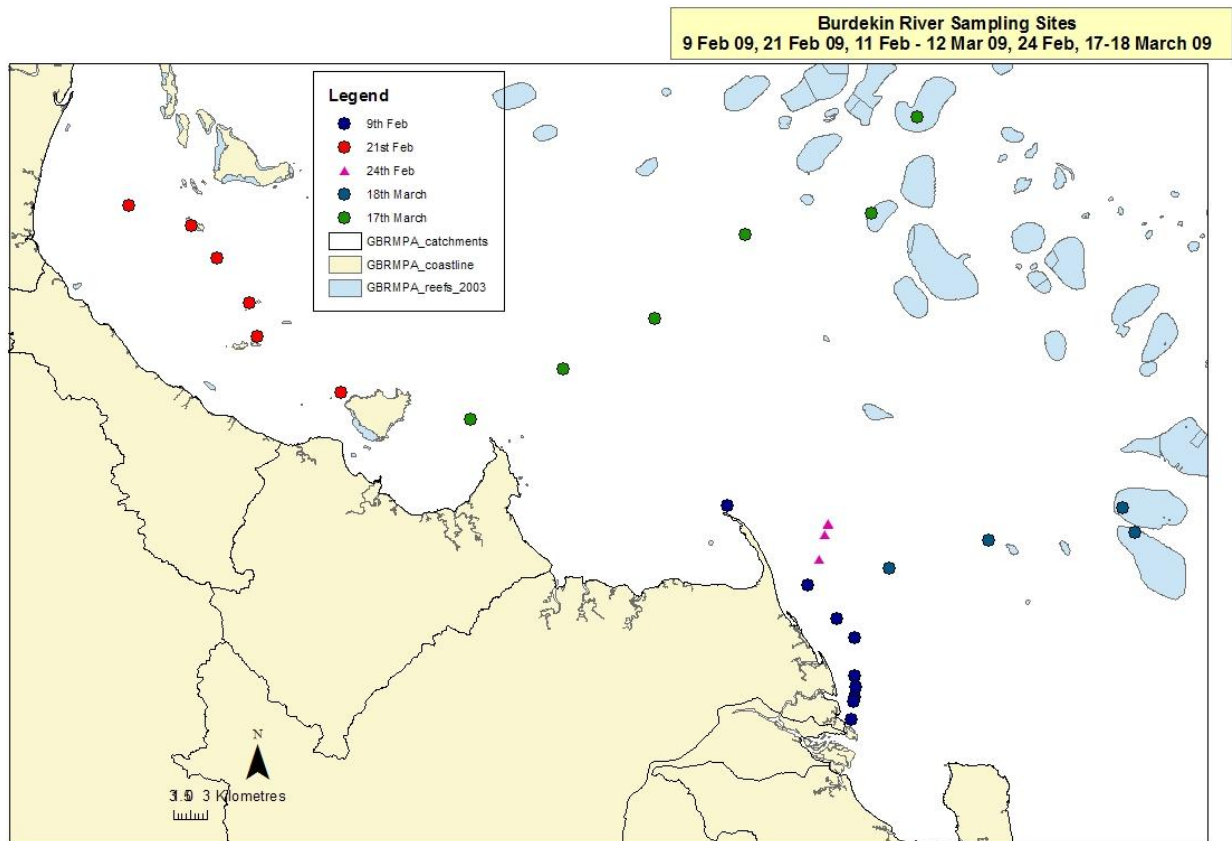 Burdekin River Sampling Sites
9 Feb 09, 21 Feb 09, 11 Feb - 12 Mar 09, 24 Feb, 17-18 March 09
Legend
9th Feb
21st Feb
24th Feb
18th March
17th March
GBRMPA_catchments
GBRMPA_coastline
GBRMPA_reefs_2003
N
3 Kilometres